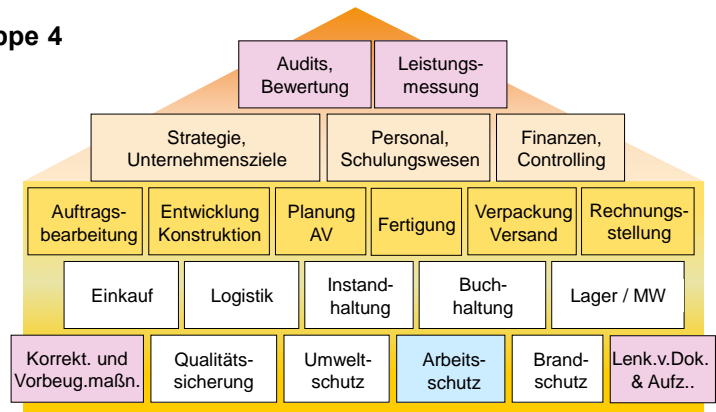 ppe 4
Audits,
Bewertung
Leistungs-
messung
Strategie,
Unternehmensziele
Personal,
Schulungswesen
Finanzen,
Controlling
Auftrags-
bearbeitung
Entwicklung
Konstruktion
Planung
AV
Fertigung
Verpackung
Versand
Rechnungs-
stellung
Einkauf
Logistik
Instand-
haltung
Buch-
haltung
Lager / MW
Korrekt. und
Vorbeug.maßn.
Qualitäts-
sicherung
Umwelt-
schutz
Arbeits-
schutz
Brand-
schutz
Lenk.v.Dok.
& Aufz..